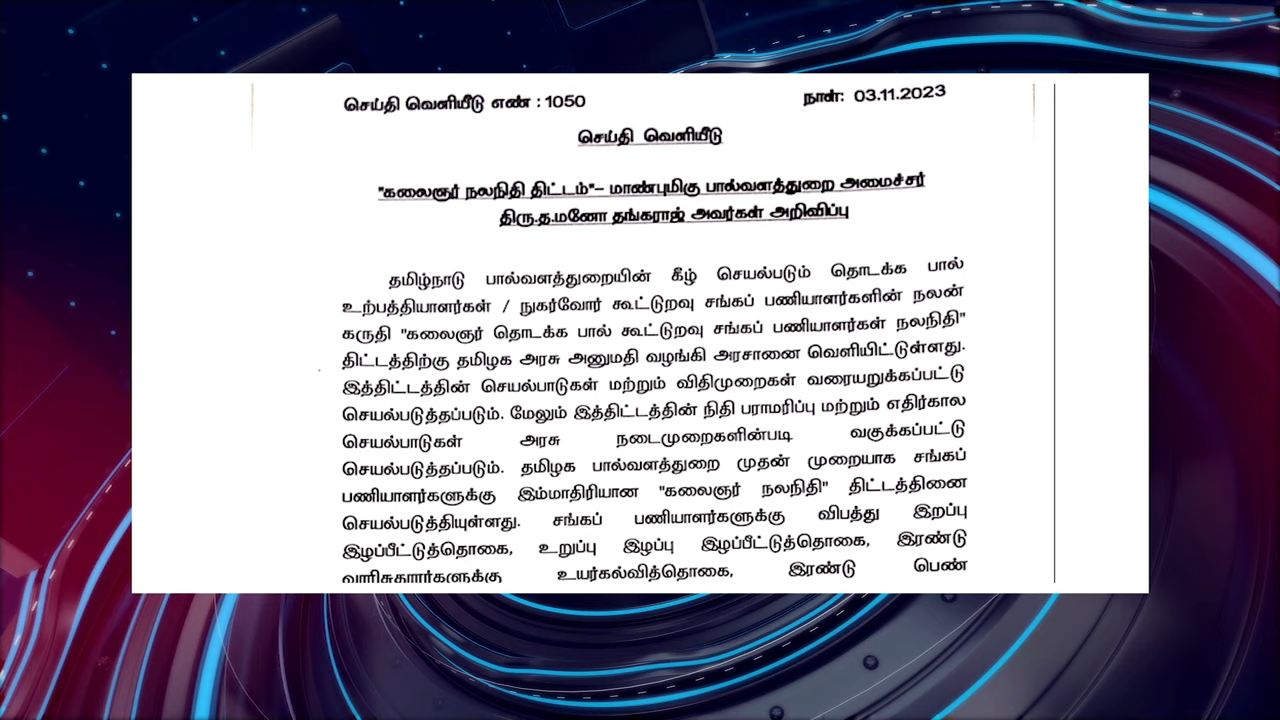 செய்தி வெளியீடு எண் : 1050 நாள்: 03.11.2023
செய்தி வெளியீடு
"கலைஞர் நலநிதி திட்டம்"– மாண்புமிகு பால்வளத்துறை அமைச்சர்
திரு.த.மனோ தங்கராஜ் அவர்கள் அறிவிப்பு
தமிழ்நாடு பால்வளத்துறையின் கீழ் செயல்படும் தொடக்க பால்
உற்பத்தியாளர்கள் / நுகர்வோர் கூட்டுறவு சங்கப் பணியாளர்களின் நலன்
கருதி "கலைஞர் தொடக்க பால் கூட்டுறவு சங்கப் பணியாளர்கள் நலநிதி"
திட்டத்திற்கு தமிழக அரசு அனுமதி வழங்கி அரசானை வெளியிட்டுள்ளது.
இத்திட்டத்தின் செயல்பாடுகள் மற்றும் விதிமுறைகள் வரையறுக்கப்பட்டு
செயல்படுத்தப்படும். மேலும் இத்திட்டத்தின் நிதி பராமரிப்பு மற்றும் எதிர்கால
செயல்பாடுகள் அரசு நடைமுறைகளின்படி வகுக்கப்பட்டு
செயல்படுத்தப்படும். தமிழக பால்வளத்துறை முதன் முறையாக சங்கப்
பணியாளர்களுக்கு இம்மாதிரியான "கலைஞர் நலநிதி" திட்டத்தினை
செயல்படுத்தியுள்ளது. சங்கப் பணியாளர்களுக்கு விபத்து இறப்பு
இழப்பீட்டுத்தொகை, உறுப்பு இழப்பு இழப்பீட்டுத்தொகை, இரண்டு
வாரிசுதாரர்களுக்கு உயர்கல்வித்தொகை, இரண்டு பெண்